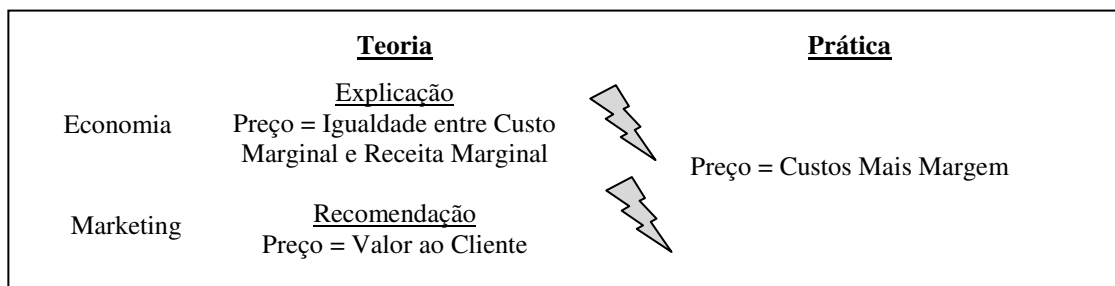 Teoria
Prática
Explicação
Economia
Preço = Igualdade entre Custo
Marginal e Receita Marginal
Preço = Custos Mais Margem
Marketing
Recomendação
Preço = Valor ao Cliente